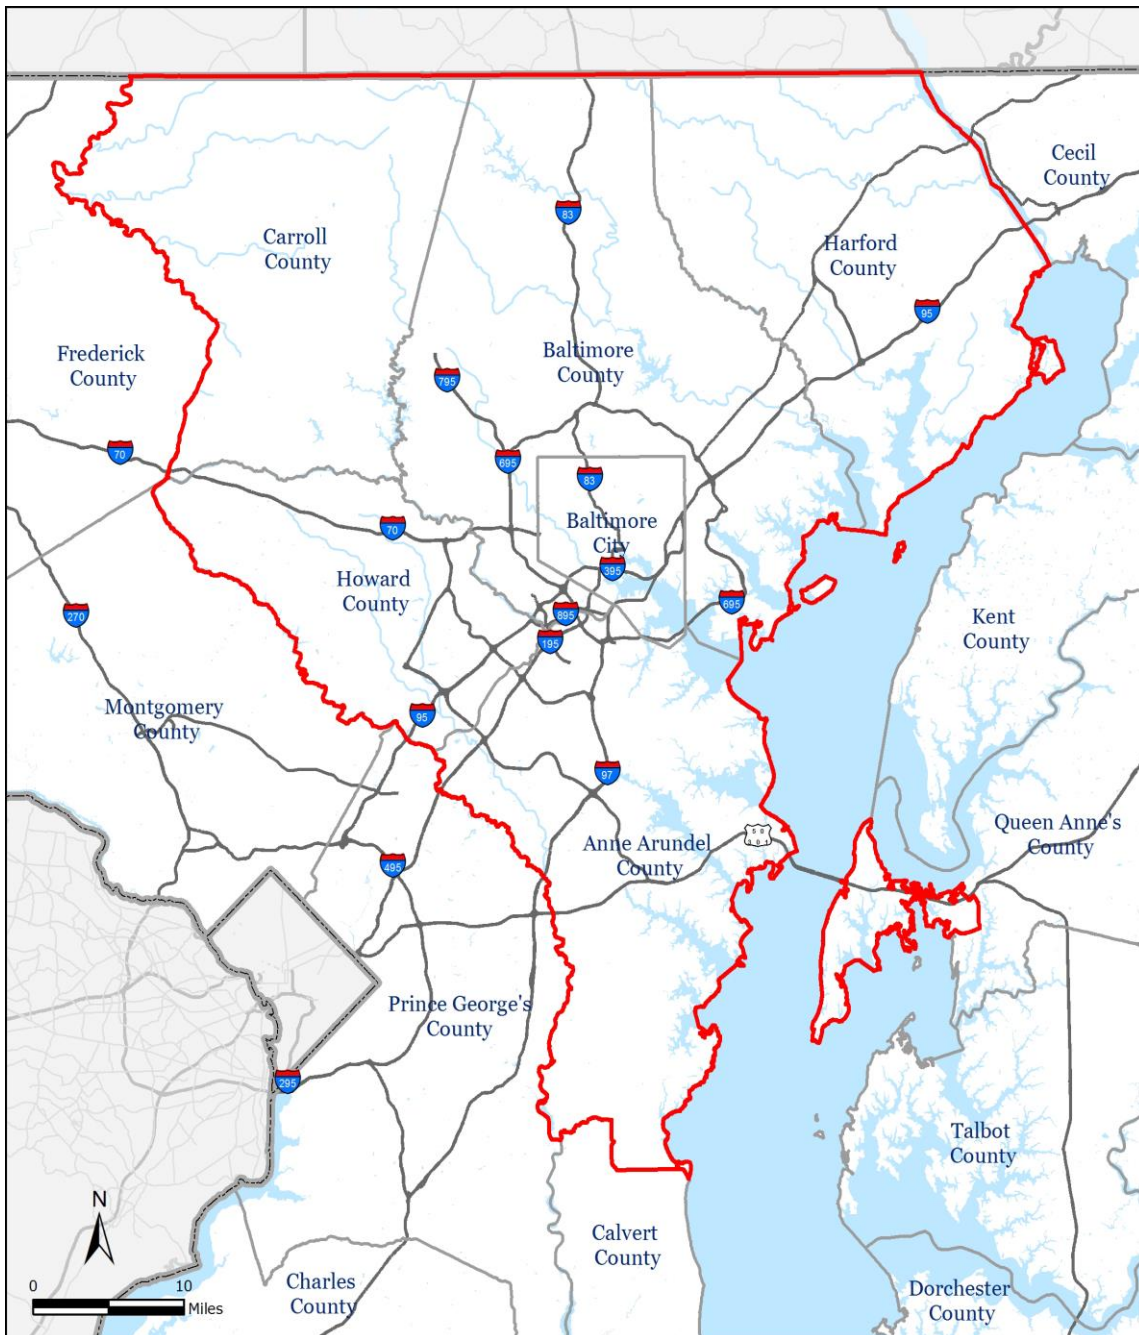 Cecil
County
83
Carroll
County
Harford
County
95
Frederick
County
Baltimore
County
795
70
695
83
70
Baltimore
City
395
Howard
County
695
270
895
195
Kent
County
Montgomery
County
95
97
Queen Anne's
County
Anne Arundel
County
495
Prince George's
County
295
Talbot
County
N
Calvert
County
Charles
County
Dorchester
County
0 10
Miles